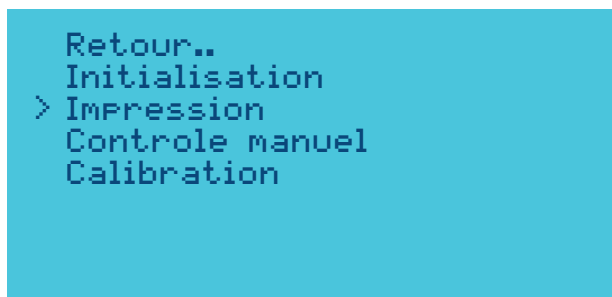 Retour..
Initialisation
> Impression
Controle manuel
Calibration